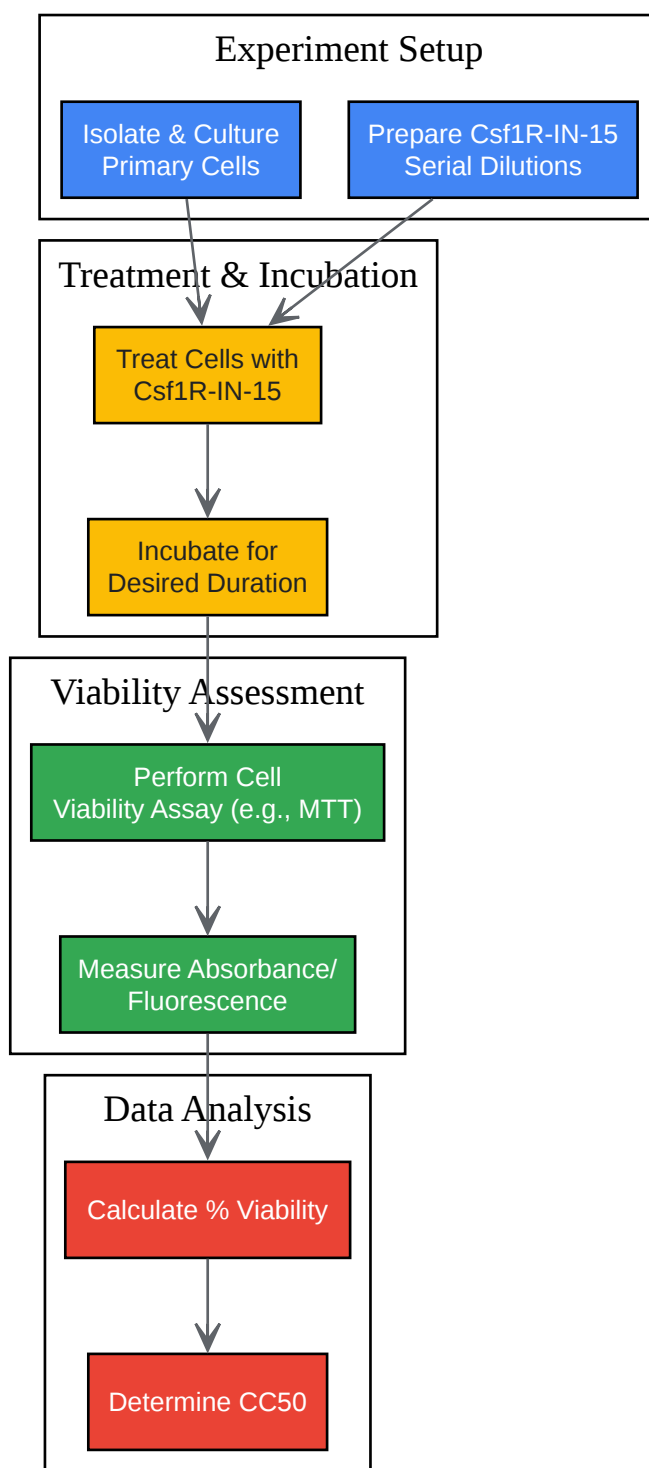 Experiment Setup
Isolate & Culture
Primary Cells
Prepare Csf1R-IN-15
Serial Dilutions
Treatment & Incubation
Treat Cells with
Csf1R-IN-15
Incubate for
Desired Duration
Viability Assessment
Perform Cell
Viability Assay (e.g., MTT)
Measure Absorbance/
Fluorescence
Data Analysis
Calculate % Viability
Determine CC50